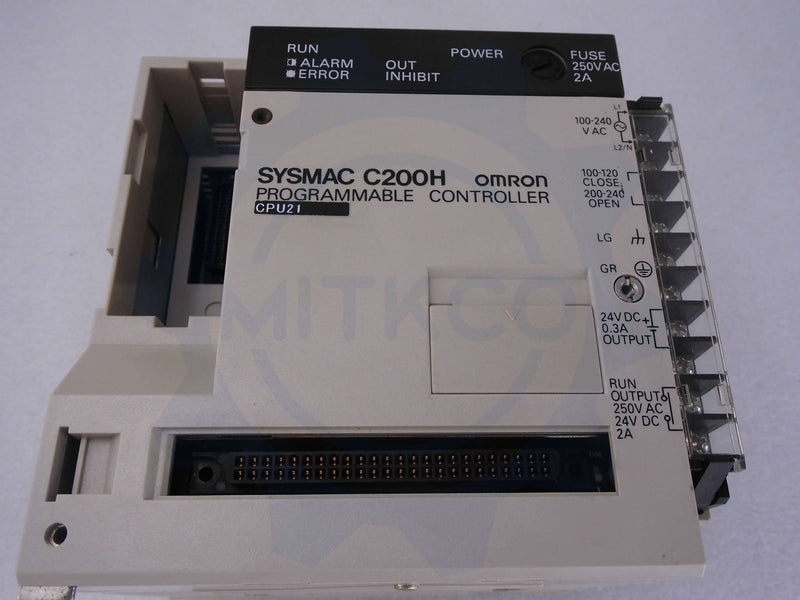 RUN
ALARM
ERROR
OUT
INHIBIT
POWER
FUSE
250V AC
2A
SYSMAC C200H OMRON
PROGRAMMABLE CONTROLLER
CPU21
L1
100-240
V AC
L2/N
100-120
CLOSE
200-240
OPEN
LG
GR
24V DC +
0.3A
OUTPUT
RUN
OUTPUT
250V AC
24V DC
2A
MITKCO